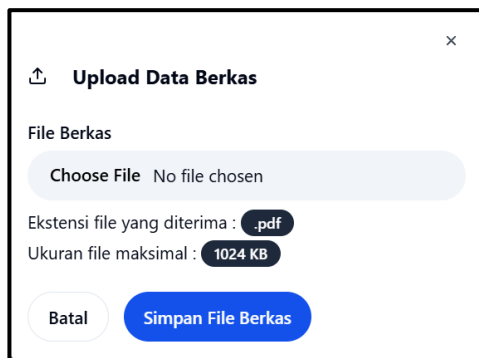 ×
Upload Data Berkas
File Berkas
Choose File No file chosen
Ekstensi file yang diterima : .pdf
Ukuran file maksimal : 1024 KB
Batal Simpan File Berkas